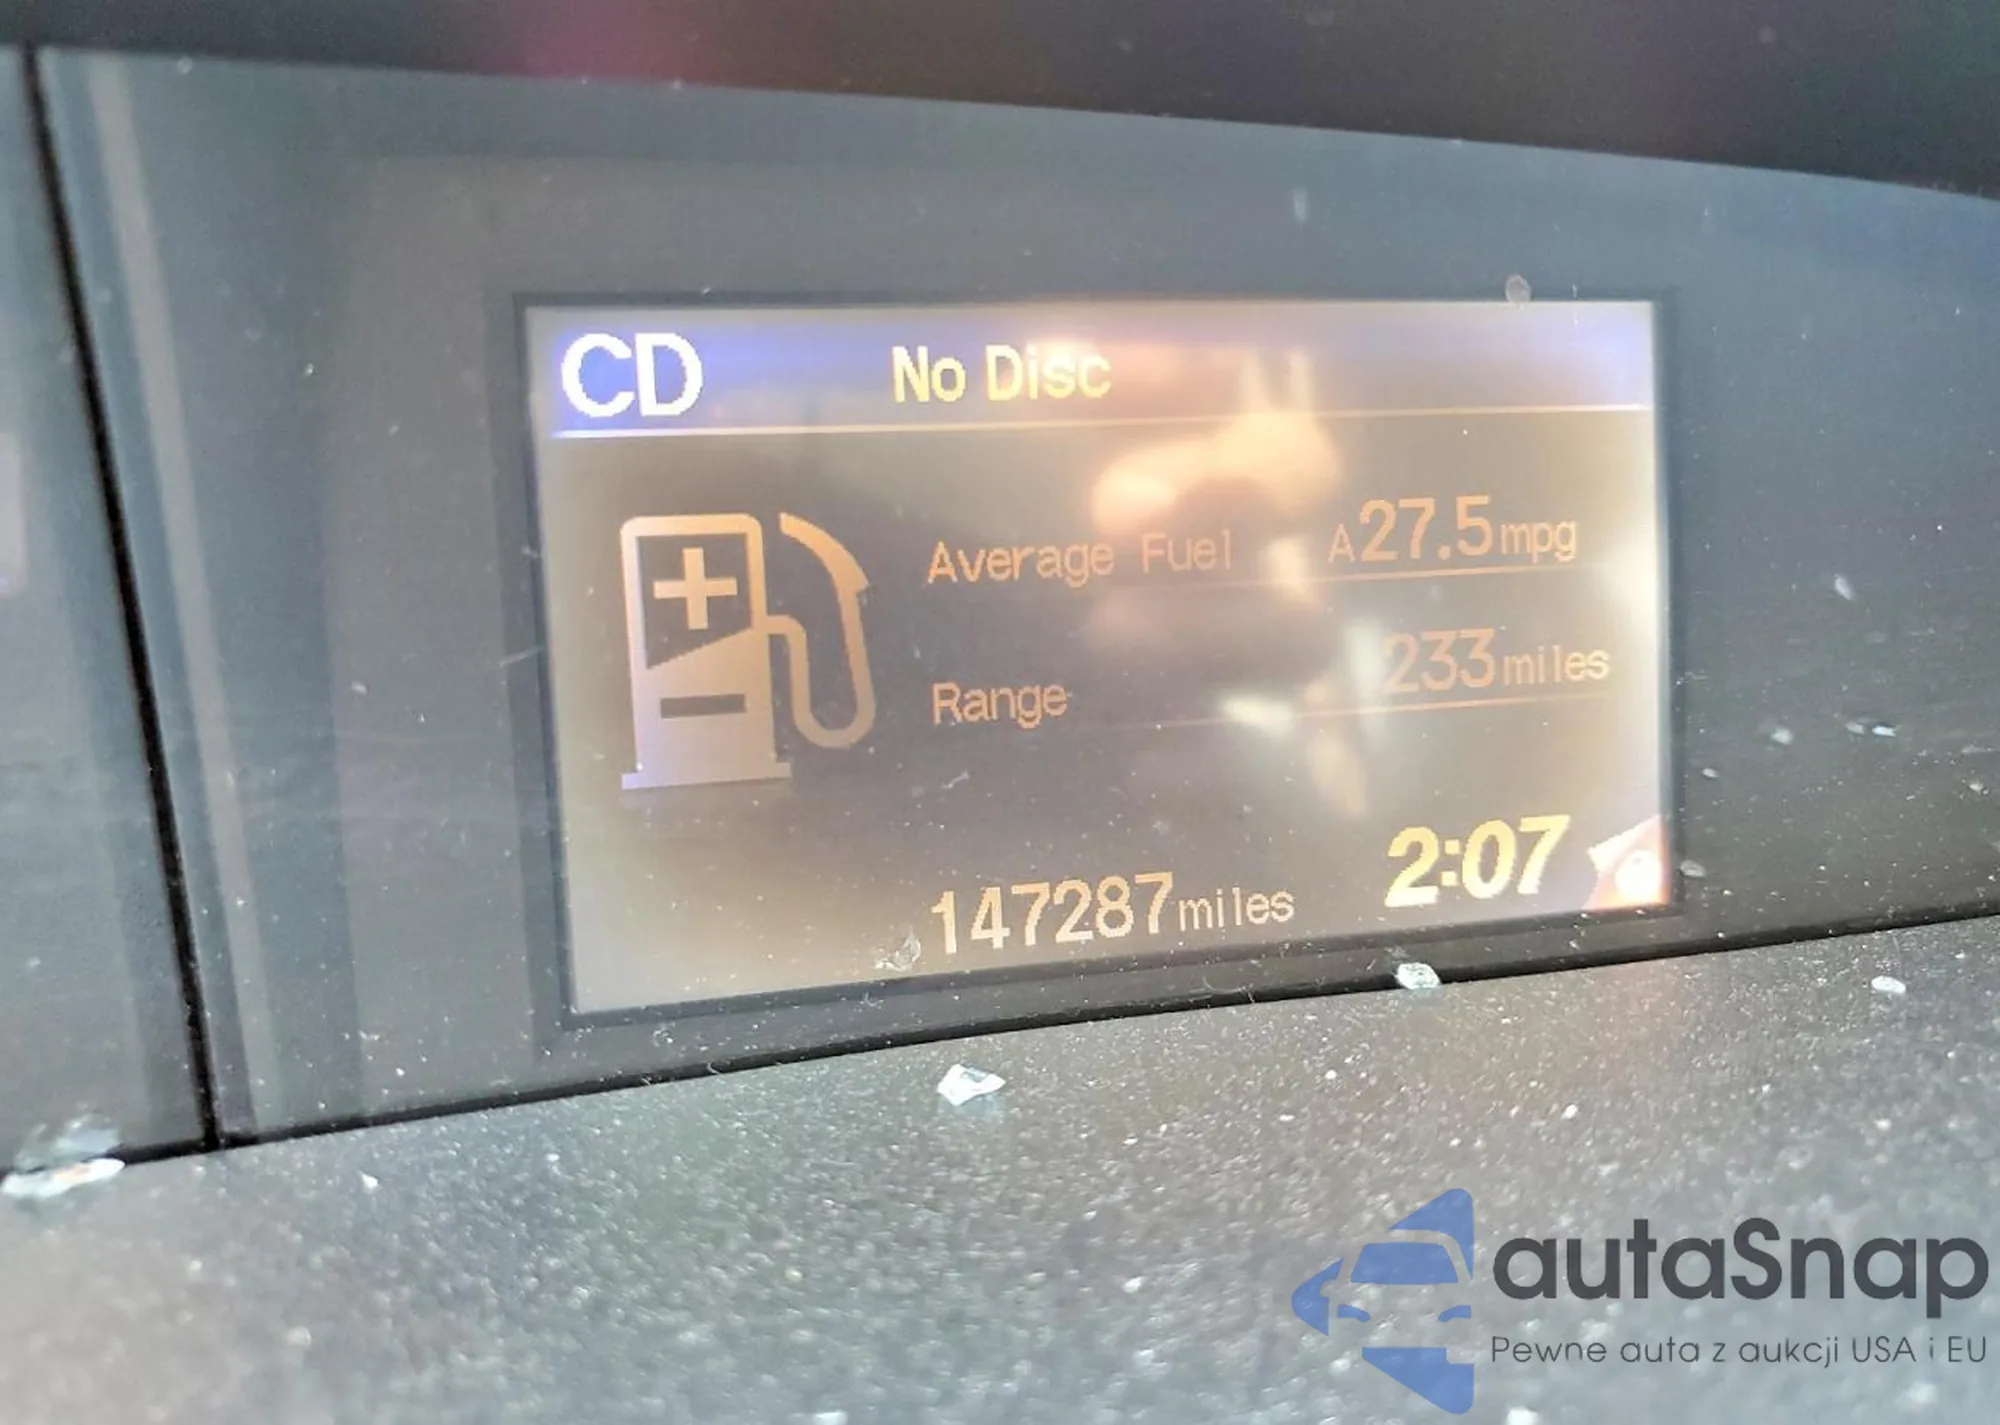 CD No Disc
Average Fuel A27.5mpg
Range 233miles
147287miles 2:07
autaSnap
Pewne auta z aukcji USA i EU